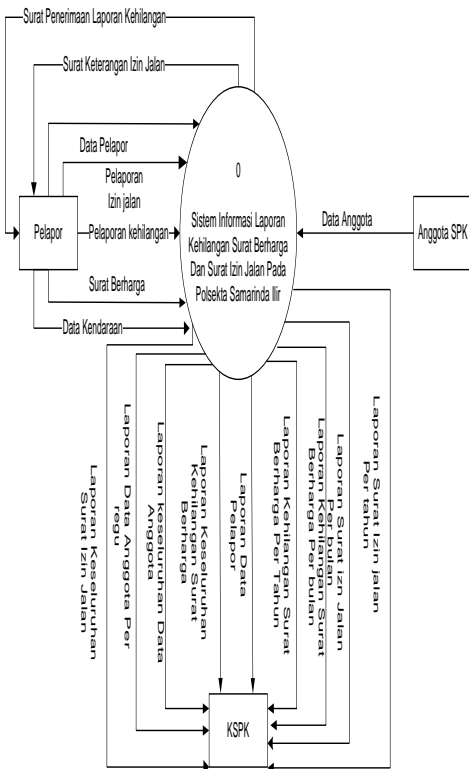 Surat Penerimaan Laporan Kehilangan
Surat Keterangan Izin Jalan
Data Pelapor
Pelaporan
Izin jalan
Pelapor
Pelaporan kehilangan
Surat Berharga
Data Kendaraan
0
Sistem Informasi Laporan
Kehilangan Surat Berharga
Dan Surat Izin Jalan Pada
Polsekta Samarinda Ilir
Data Anggota
Anggota SPK
Laporan Keseluruhan
Surat Izin Jalan
Laporan Data Anggota Per
regu
Laporan keseluruhan Data
Anggota
Laporan Keseluruhan
Kehilangan Surat
Berharga
Laporan Data
Pelapor
Laporan Kehilangan Surat
Berharga Per Tahun
Laporan Kehilangan Surat
Berharga Per bulan
Laporan Surat izn Jalan
Per bulan
Laporan Surat Izin jalan
Per tahun
KSPK